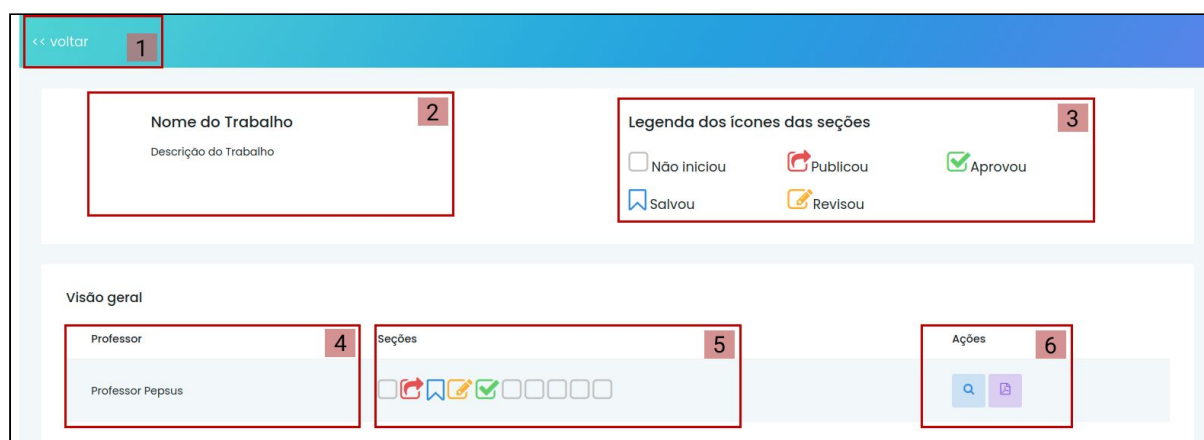 << voltar 1
Nome do Trabalho 2
Descrição do Trabalho
Legenda dos ícones das seções 3
Não iniciou Publicou Aprovou
Salvou Revisou
Visão geral
Professor 4 Seções 5 Ações 6
Professor Pepsus